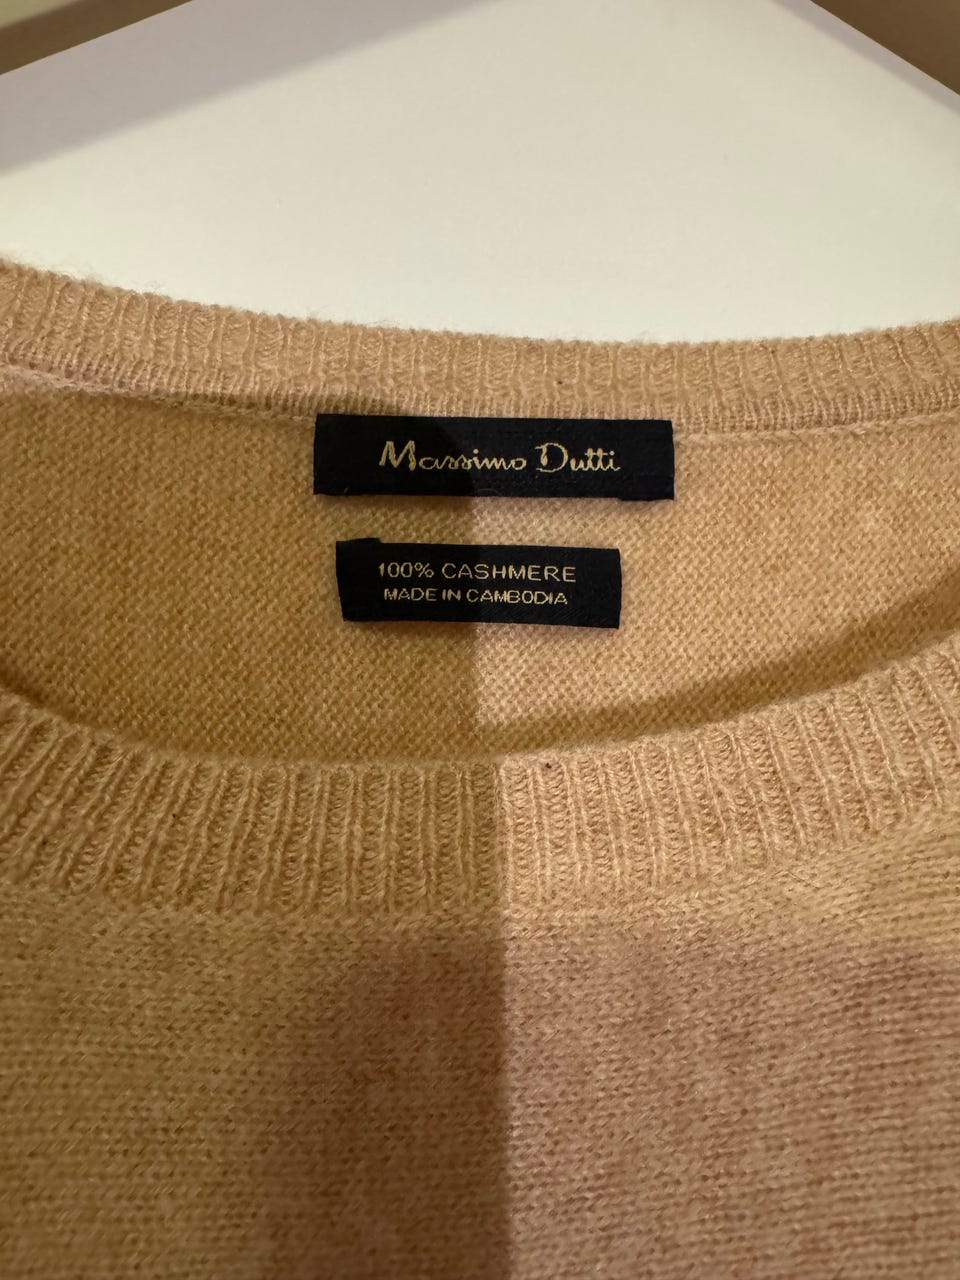 Massimo Dutti
100% CASHMERE
MADE IN CAMBODIA